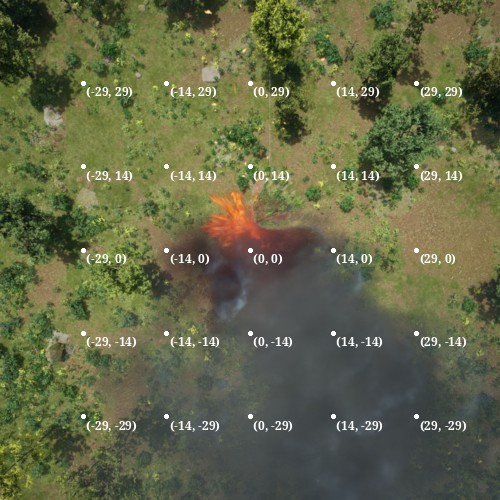 (-29, 29) (-14, 29) (0, 29) (14, 29) (29, 29)
(-29, 14) (-14, 14) (0, 14) (14, 14) (29, 14)
(-29, 0) (-14, 0) (0, 0) (14, 0) (29, 0)
(-29, -14) (-14, -14) (0, -14) (14, -14) (29, -14)
(-29, -29) (-14, -29) (0, -29) (14, -29) (29, -29)